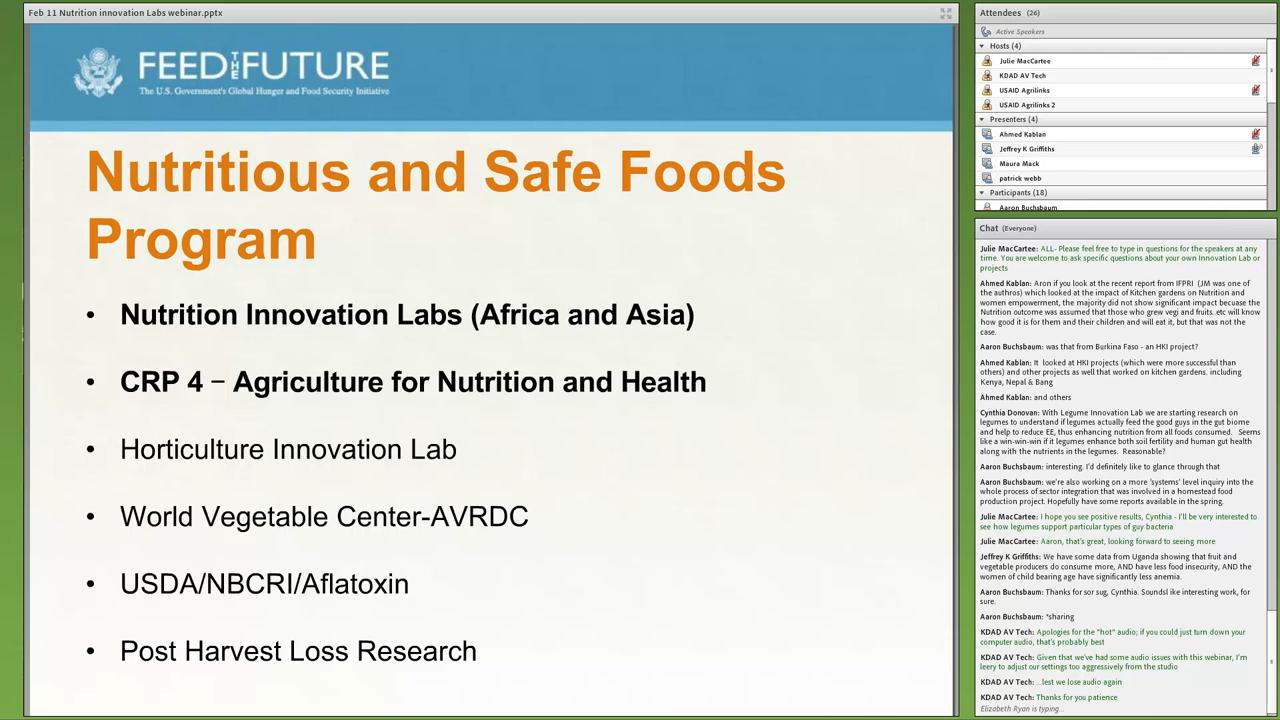 Feb 11 Nutrition innovation Labs webinar.pptx
FEED THE FUTURE
The U.S. Government's Global Hunger and Food Security Initiative
Nutritious and Safe Foods
Program
• Nutrition Innovation Labs (Africa and Asia)
• CRP 4 – Agriculture for Nutrition and Health
• Horticulture Innovation Lab
• World Vegetable Center-AVRDC
• USDA/NBCRI/Aflatoxin
• Post Harvest Loss Research
Attendees (26)
Active Speakers
Hosts (4)
Julie MacCartee
KDAD AV Tech
USAID Agrilinks
USAID Agrilinks 2
Presenters (4)
Ahmed Kablan
Jeffrey K Griffiths
Maura Mack
patrick webb
Participants (18)
Aaron Buchsbaum
Chat (Everyone)
Julie MacCartee: ALL- Please feel free to type in questions for the speakers at any
time. You are welcome to ask specific questions about your own Innovation Lab or
projects
Ahmed Kablan: Aron if you look at the recent report from IFPRI (JM was one of
the authros) which looked at the impact of Kitchen gardens on Nutrition and
women empowerment, the majority did not show significant impact becuase the
Nutrition outcome was assumed that those who grew vegi and fruits..etc will know
how good it is for them and their children and will eat it, but that was not the
case.
Aaron Buchsbaum: was that from Burkina Faso - an HKI project?
Ahmed Kablan: It looked at HKI projects (which were more successful than
others) and other projects as well that worked on kitchen gardens. including
Kenya, Nepal & Bang
Ahmed Kablan: and others
Cynthia Donovan: With Legume Innovation Lab we are starting research on
legumes to understand if legumes actually feed the good guys in the gut biome
and help to reduce EE, thus enhancing nutrition from all foods consumed. Seems
like a win-win-win if it legumes enhance both soil fertility and human gut health
along with the nutrients in the legumes. Reasonable?
Aaron Buchsbaum: interesting. I'd definitely like to glance through that
Aaron Buchsbaum: we're also working on a more 'systems' level inquiry into the
whole process of sector integration that was involved in a homestead food
production project. Hopefully have some reports available in the spring.
Julie MacCartee: I hope you see positive results, Cynthia - I'll be very interested to
see how legumes support particular types of guy bacteria
Julie MacCartee: Aaron, that's great, looking forward to seeing more
Jeffrey K Griffiths: We have some data from Uganda showing that fruit and
vegetable producers do consume more, AND have less food insecurity, AND the
women of child bearing age have significantly less anemia.
Aaron Buchsbaum: Thanks for sor sug, Cynthia. Soundsl ike interesting work, for
sure.
Aaron Buchsbaum: *sharing
KDAD AV Tech: Apologies for the "hot" audio; if you could just turn down your
computer audio, that's probably best
KDAD AV Tech: Given that we've had some audio issues with this webinar, I'm
leery to adjust our settings too aggressively from the studio
KDAD AV Tech: ...lest we lose audio again
KDAD AV Tech: Thanks for you patience
Elizabeth Ryan is typing...